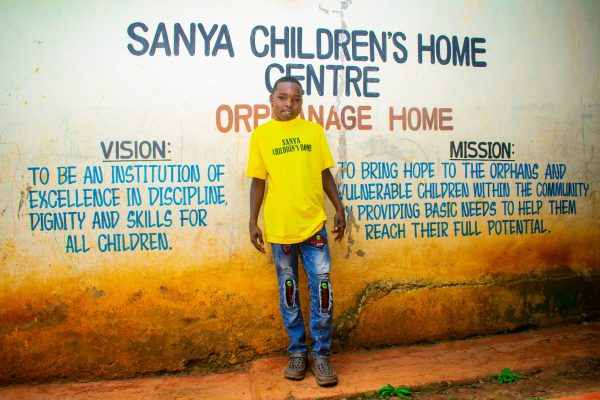 SANYA CHILDREN'S HOME
CENTRE
ORPHANAGE HOME
VISION:
TO BE AN INSTITUTION OF
EXCELLENCE IN DISCIPLINE,
DIGNITY AND SKILLS FOR
ALL CHILDREN.
SANYA
CHILDREN'S HOME
MISSION:
TO BRING HOPE TO THE ORPHANS AND
VULNERABLE CHILDREN WITHIN THE COMMUNITY
BY PROVIDING BASIC NEEDS TO HELP THEM
REACH THEIR FULL POTENTIAL.